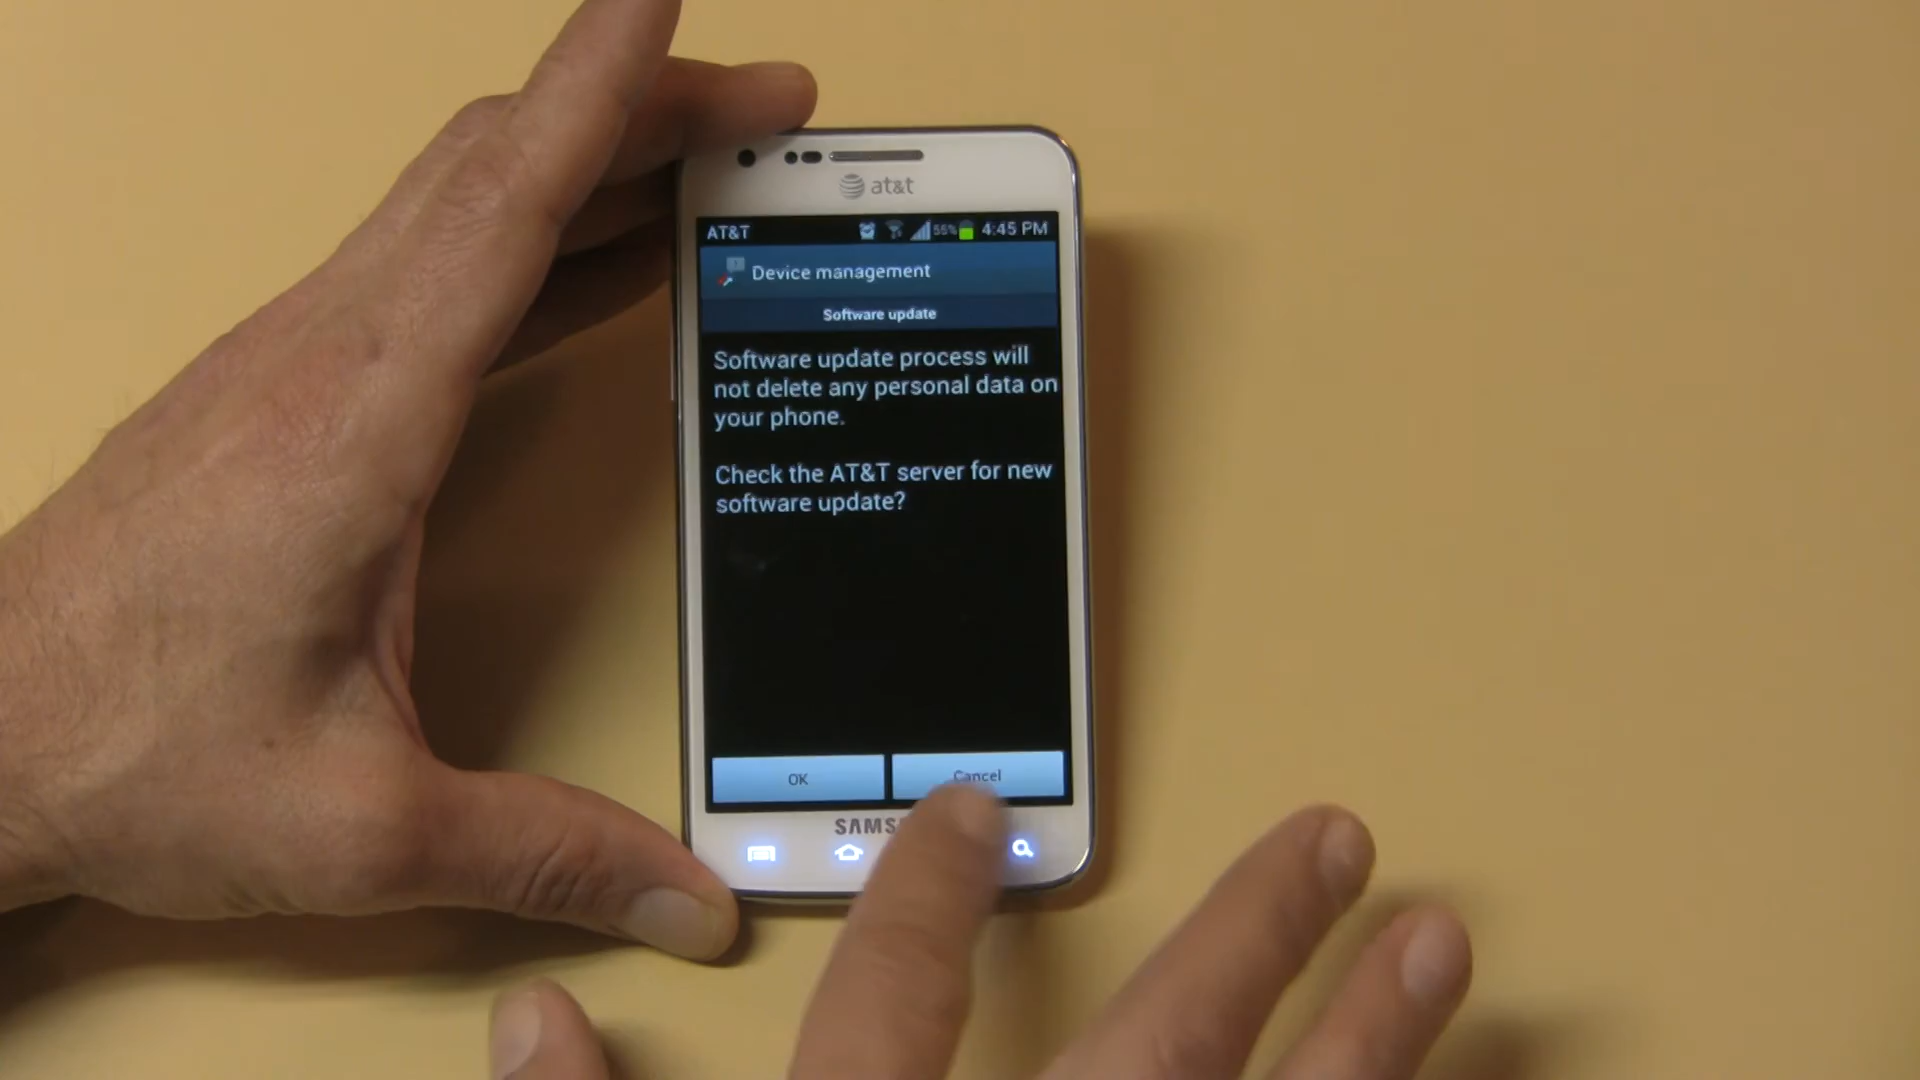 at&t
AT&T 55% 4:45 PM
Device management
Software update
Software update process will
not delete any personal data on
your phone.
Check the AT&T server for new
software update?
OK Cancel
SAMS